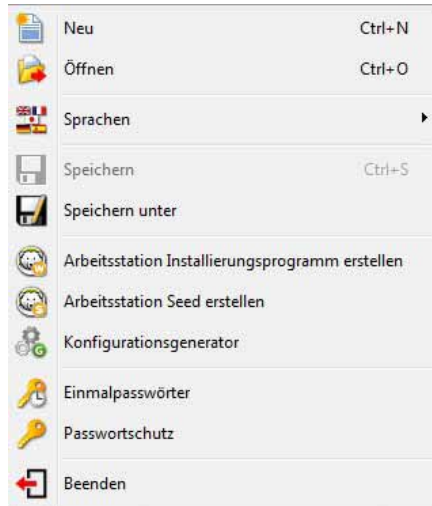 Neu Ctrl+N
Öffnen Ctrl+O
Sprachen
Speichern Ctrl+S
Speichern unter
Arbeitsstation Installierungsprogramm erstellen
Arbeitsstation Seed erstellen
Konfigurationsgenerator
Einmalpasswörter
Passwortschutz
Beenden